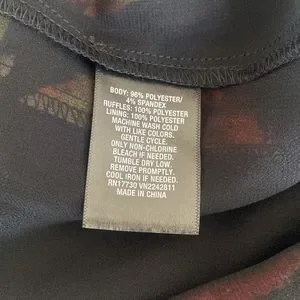 BODY: 96% POLYESTER/
4% SPANDEX
RUFFLES: 100% POLYESTER
LINING: 100% POLYESTER
MACHINE WASH COLD
WITH LIKE COLORS.
GENTLE CYCLE.
ONLY NON-CHLORINE
BLEACH IF NEEDED.
TUMBLE DRY LOW.
REMOVE PROMPTLY.
COOL IRON IF NEEDED.
RN17730 VN2242811
MADE IN CHINA